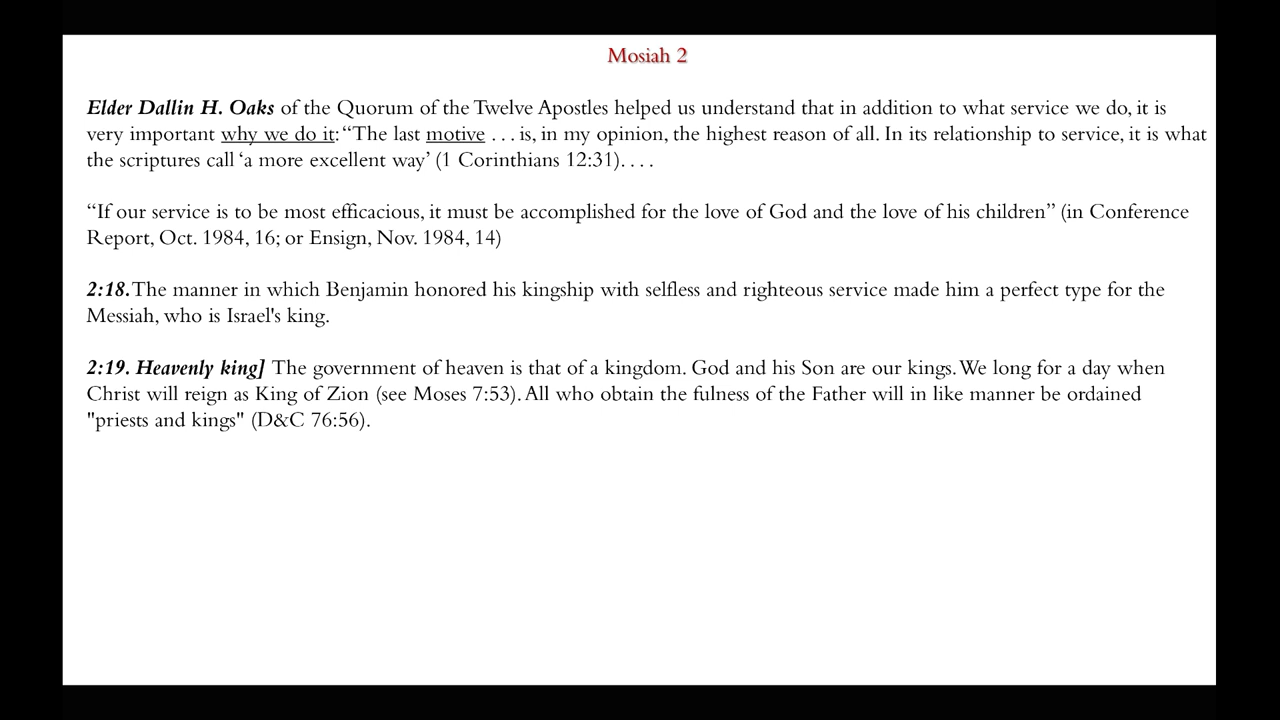 Mosiah 2
Elder Dallin H. Oaks of the Quorum of the Twelve Apostles helped us understand that in addition to what service we do, it is
very important why we do it: “The last motive . . . is, in my opinion, the highest reason of all. In its relationship to service, it is what
the scriptures call ‘a more excellent way’ (1 Corinthians 12:31). . . .
“If our service is to be most efficacious, it must be accomplished for the love of God and the love of his children” (in Conference
Report, Oct. 1984, 16; or Ensign, Nov. 1984, 14)
2:18. The manner in which Benjamin honored his kingship with selfless and righteous service made him a perfect type for the
Messiah, who is Israel's king.
2:19. Heavenly king] The government of heaven is that of a kingdom. God and his Son are our kings. We long for a day when
Christ will reign as King of Zion (see Moses 7:53). All who obtain the fulness of the Father will in like manner be ordained
"priests and kings" (D&C 76:56).